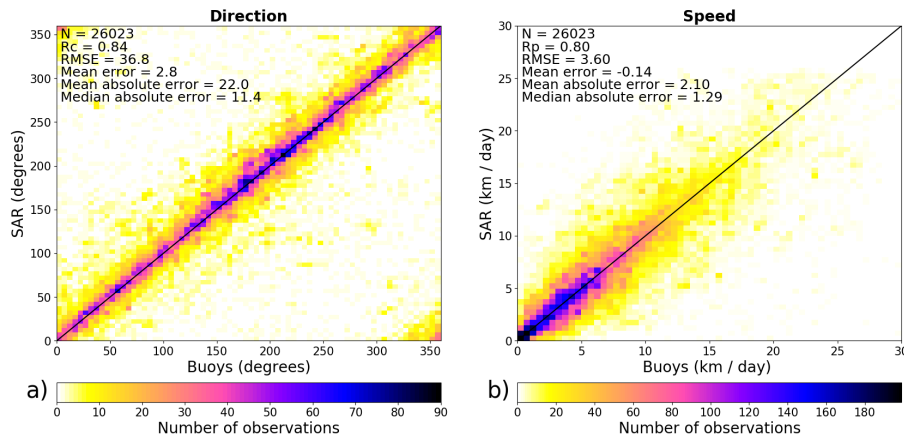 Direction
N = 26023
Rc = 0.84
RMSE = 36.8
Mean error = 2.8
Mean absolute error = 22.0
Median absolute error = 11.4
350
300
250
200
150
100
50
0
SAR (degrees)
0 50 100 150 200 250 300 350
Buoys (degrees)
a)
0 10 20 30 40 50 60 70 80 90
Number of observations
Speed
N = 26023
Rp = 0.80
RMSE = 3.60
Mean error = -0.14
Mean absolute error = 2.10
Median absolute error = 1.29
30
25
20
15
10
5
0
SAR (km / day)
0 5 10 15 20 25 30
Buoys (km / day)
b)
0 20 40 60 80 100 120 140 160 180
Number of observations